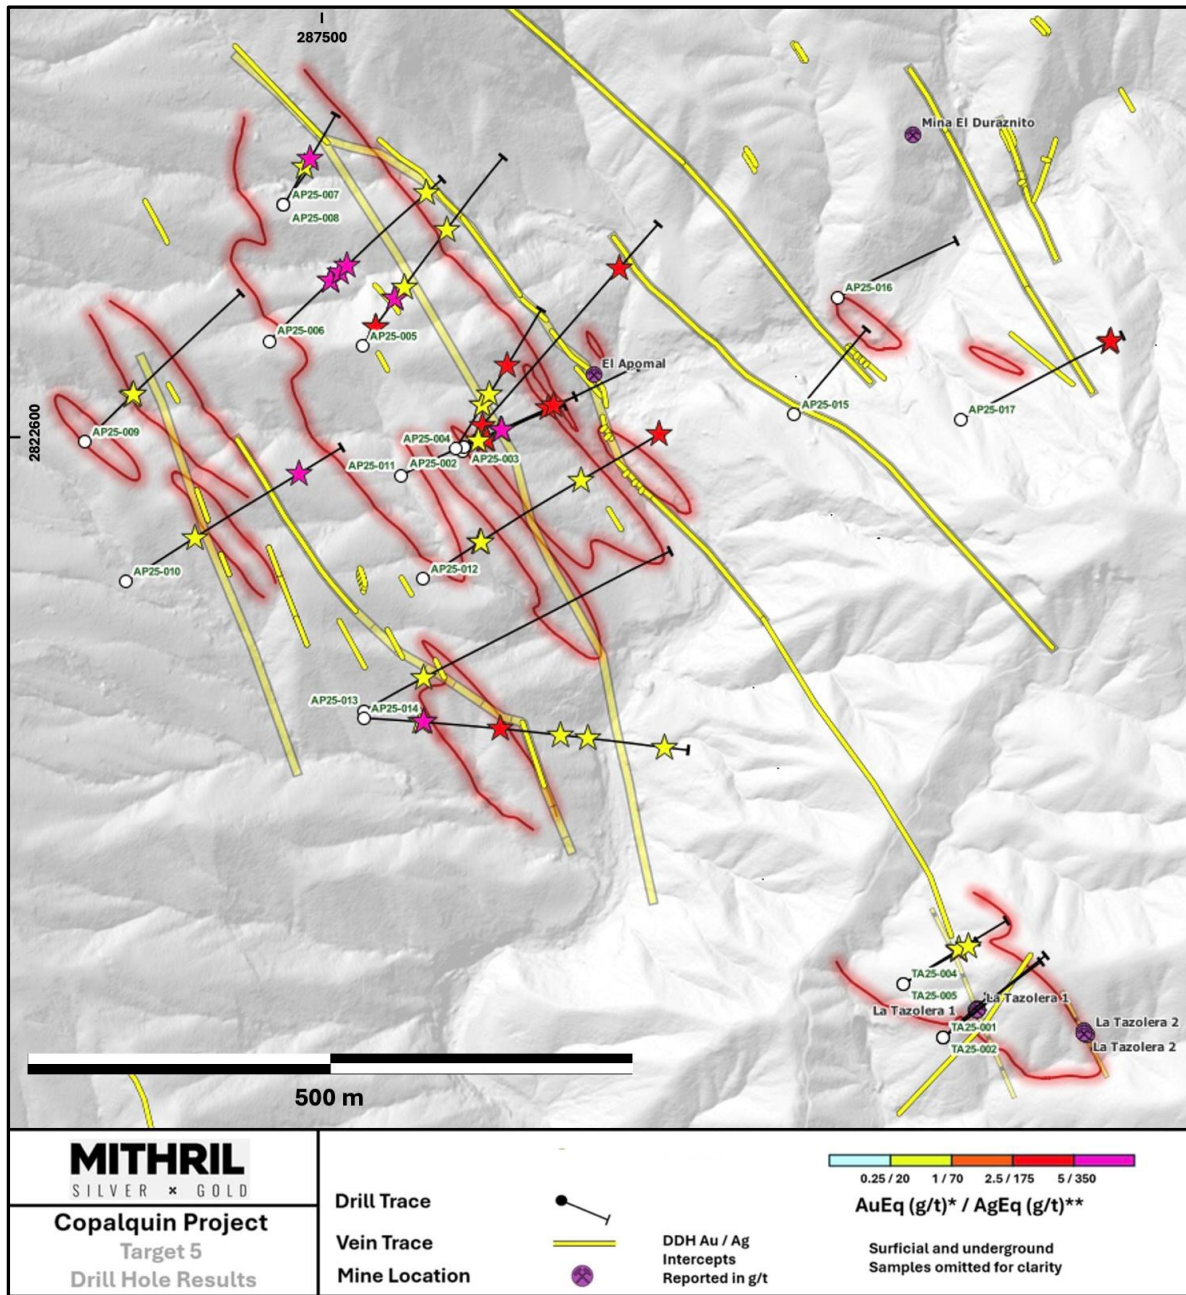 287500
2822600
Mina El Duraznito
AP25-007
AP25-008
AP25-016
AP25-006
AP25-005
El Apomal
AP25-017
AP25-015
AP25-009
AP25-004
AP25-011
AP25-002
AP25-003
AP25-010
AP25-012
AP25-013
AP25-014
TA25-004
TA25-005
La Tazolera 1
La Tazolera 1
TA25-001
TA25-002
La Tazolera 2
La Tazolera 2
500 m
MITHRIL
SILVER × GOLD
Copalquin Project
Target 5
Drill Hole Results
Drill Trace
Vein Trace
Mine Location
DDH Au / Ag
Intercepts
Reported in g/t
0.25 / 20 1 / 70 2.5 / 175 5 / 350
AuEq (g/t)* / AgEq (g/t)**
Surficial and underground
Samples omitted for clarity